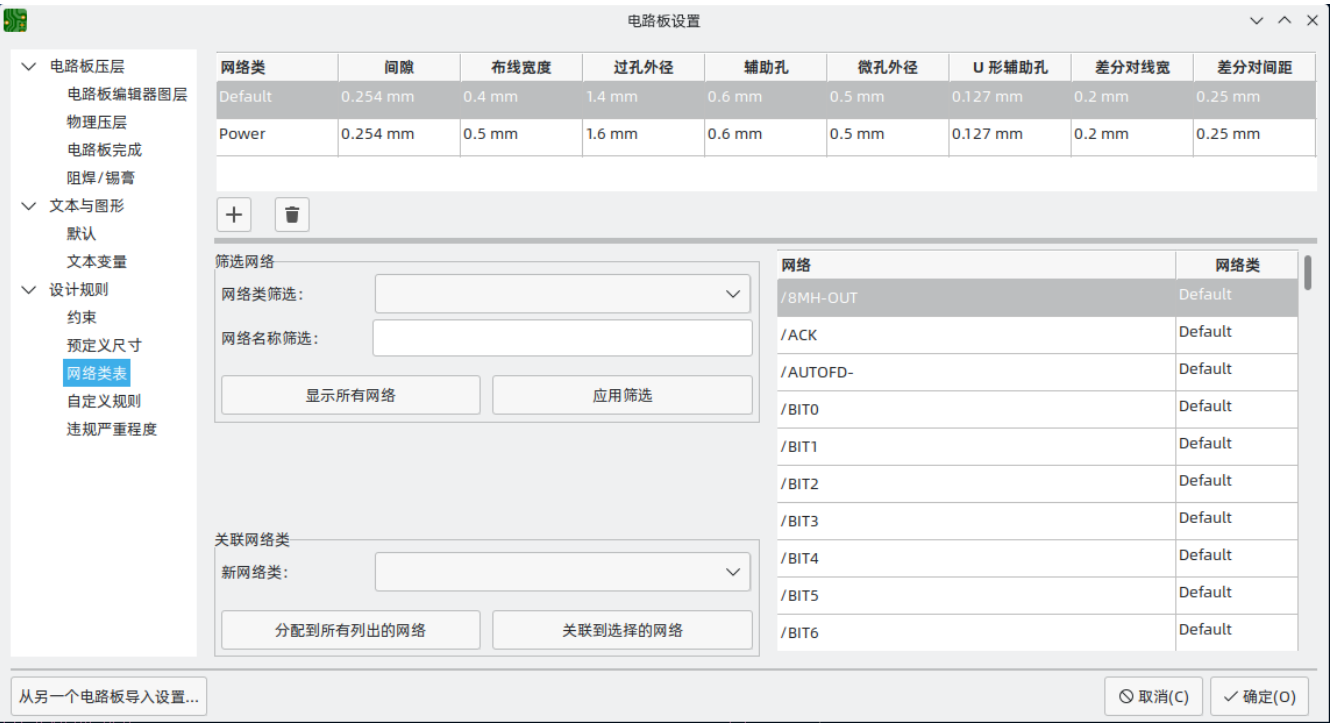 电路板设置
电路板压层
电路板编辑器图层
物理压层
电路板完成
阻焊/锡膏
文本与图形
默认
文本变量
设计规则
约束
预定义尺寸
网络类表
自定义规则
违规严重程度
网络类 间隙 布线宽度 过孔外径 辅助孔 微孔外径 U 形辅助孔 差分对线宽 差分对间距
Default 0.254 mm 0.4 mm 1.4 mm 0.6 mm 0.5 mm 0.127 mm 0.2 mm 0.25 mm
Power 0.254 mm 0.5 mm 1.6 mm 0.6 mm 0.5 mm 0.127 mm 0.2 mm 0.25 mm
筛选网络
网络类筛选:
网络名称筛选:
显示所有网络 应用筛选
关联网络类
新网络类:
分配到所有列出的网络 关联到选择的网络
网络 网络类
/8MH-OUT Default
/ACK Default
/AUTOFD- Default
/BIT0 Default
/BIT1 Default
/BIT2 Default
/BIT3 Default
/BIT4 Default
/BIT5 Default
/BIT6 Default
从另一个电路板导入设置... 取消(C) 确定(O)